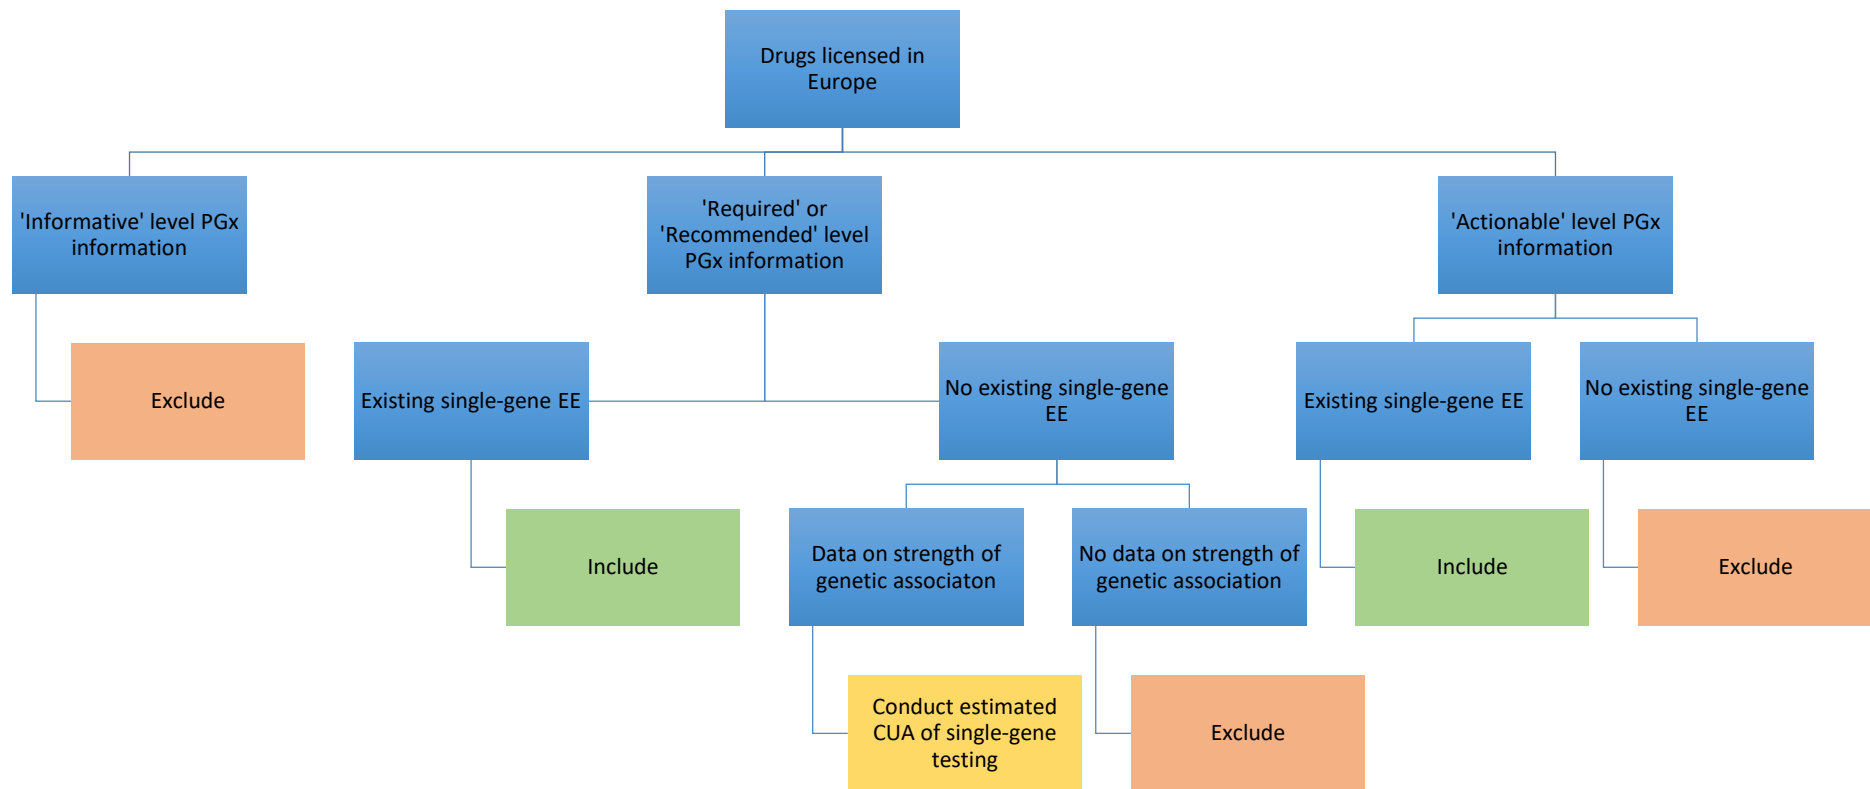 Drugs licensed in
Europe
'Informative' level PGx
information
'Required' or
'Recommended' level
PGx information
'Actionable' level PGx
information
Exclude
Existing single-gene EE
No existing single-gene
EE
Existing single-gene EE
No existing single-gene
EE
Include
Data on strength of
genetic associaton
No data on strength of
genetic association
Include
Exclude
Conduct estimated
CUA of single-gene
testing
Exclude